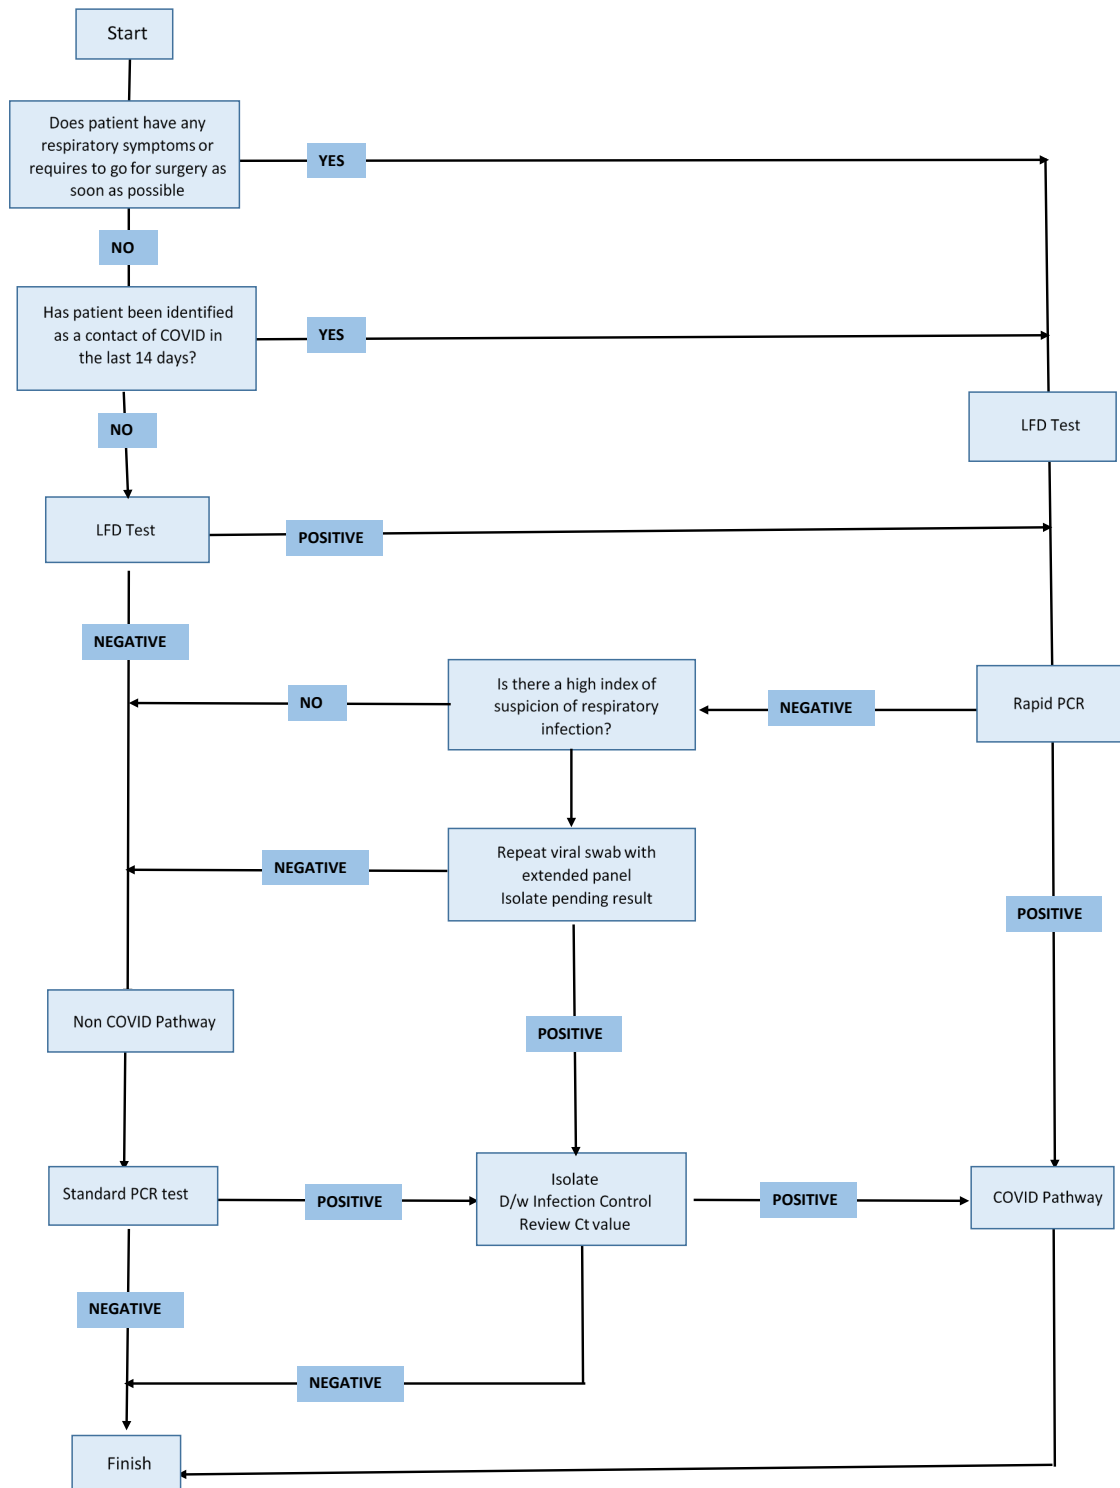 Start
Does patient have any
respiratory symptoms or
requires to go for surgery as
soon as possible
YES
NO
Has patient been identified
as a contact of COVID in
the last 14 days?
YES
NO
LFD Test
LFD Test
POSITIVE
NEGATIVE
Is there a high index of
suspicion of respiratory
infection?
NO
NEGATIVE
Rapid PCR
Repeat viral swab with
extended panel
Isolate pending result
NEGATIVE
POSITIVE
Non COVID Pathway
POSITIVE
Standard PCR test
POSITIVE
Isolate
D/w Infection Control
Review Ct value
POSITIVE
COVID Pathway
NEGATIVE
NEGATIVE
Finish